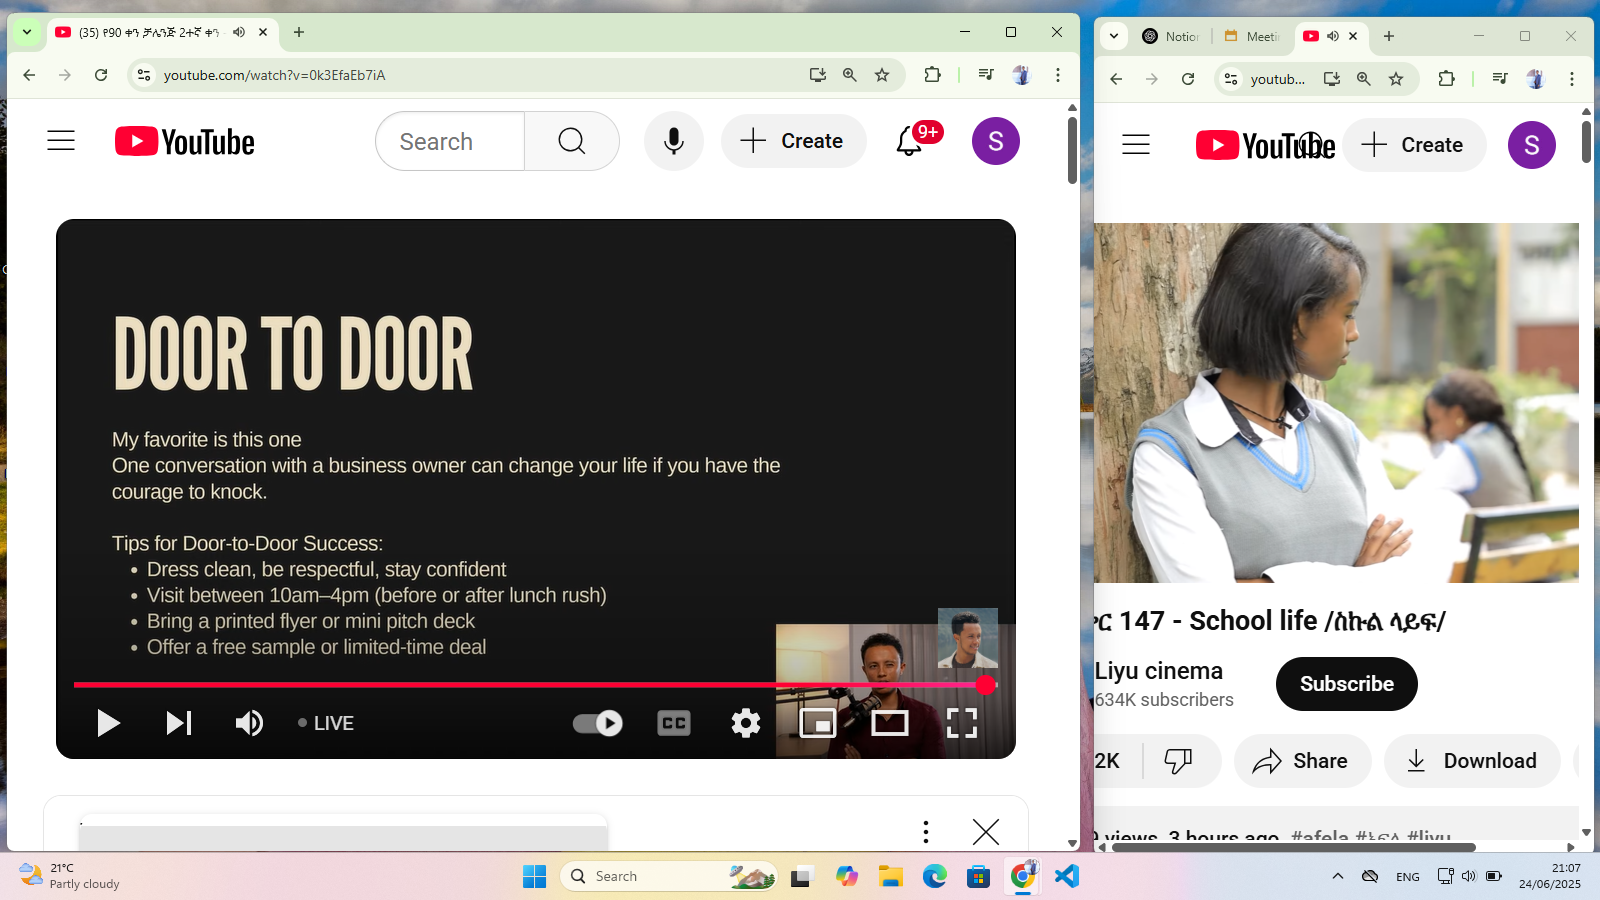 (35) የ90 ቀን ቻሌንጅ 2ተኛ ቀን
youtube.com/watch?v=0k3EfaEb7iA
YouTube
Search
Create
9+
S
DOOR TO DOOR
My favorite is this one
One conversation with a business owner can change your life if you have the
courage to knock.
Tips for Door-to-Door Success:
• Dress clean, be respectful, stay confident
• Visit between 10am–4pm (before or after lunch rush)
• Bring a printed flyer or mini pitch deck
• Offer a free sample or limited-time deal
LIVE
CC
Notion
Meetin
youtub...
YouTube
Create
S
147 - School life /ስኩል ላይፍ/
Liyu cinema
634K subscribers
Subscribe
2K
Share
Download
views 3 hours ago #afela #አፍላ #liyu
21°C
Partly cloudy
Search
ENG
21:07
24/06/2025